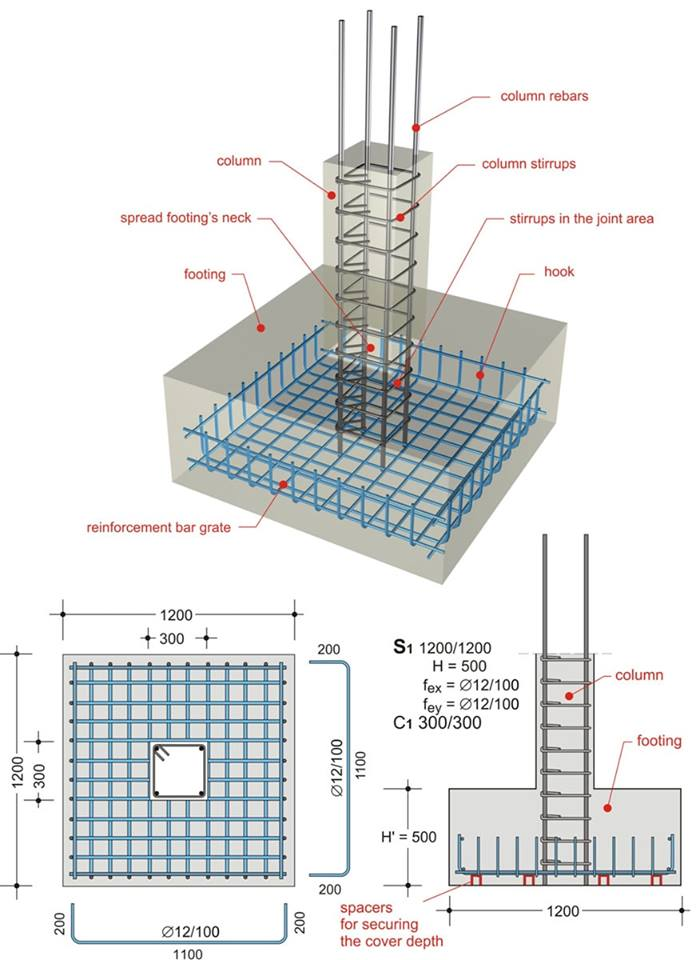 column rebars
column
column stirrups
spread footing's neck
stirrups in the joint area
footing
hook
reinforcement bar grate
1200
300
1200
300
200
Ø12/100
1100
200
200
Ø12/100
200
1100
S1 1200/1200
H = 500
fex = Ø12/100
fey = Ø12/100
C1 300/300
column
footing
H' = 500
spacers
for securing
the cover depth
1200